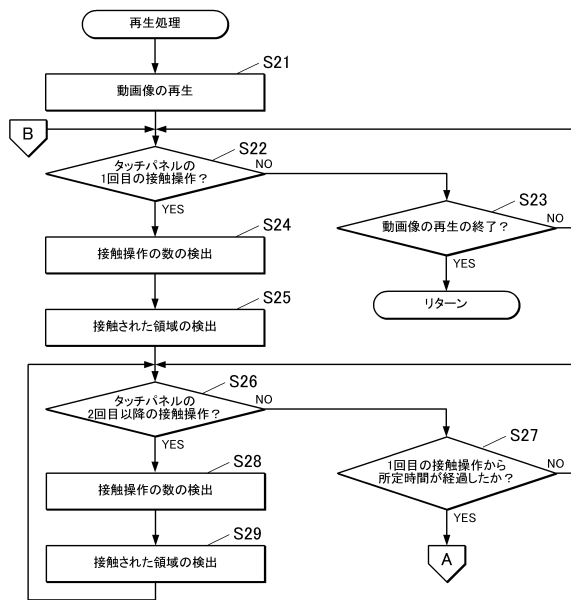 再生処理
S21
動画像の再生
B
S22
タッチパネルの
1回目の接触操作？
NO
YES
S23
動画像の再生の終了？
NO
YES
リターン
S24
接触操作の数の検出
S25
接触された領域の検出
S26
タッチパネルの
2回目以降の接触操作？
NO
YES
S27
1回目の接触操作から
所定時間が経過したか？
NO
YES
A
S28
接触操作の数の検出
S29
接触された領域の検出